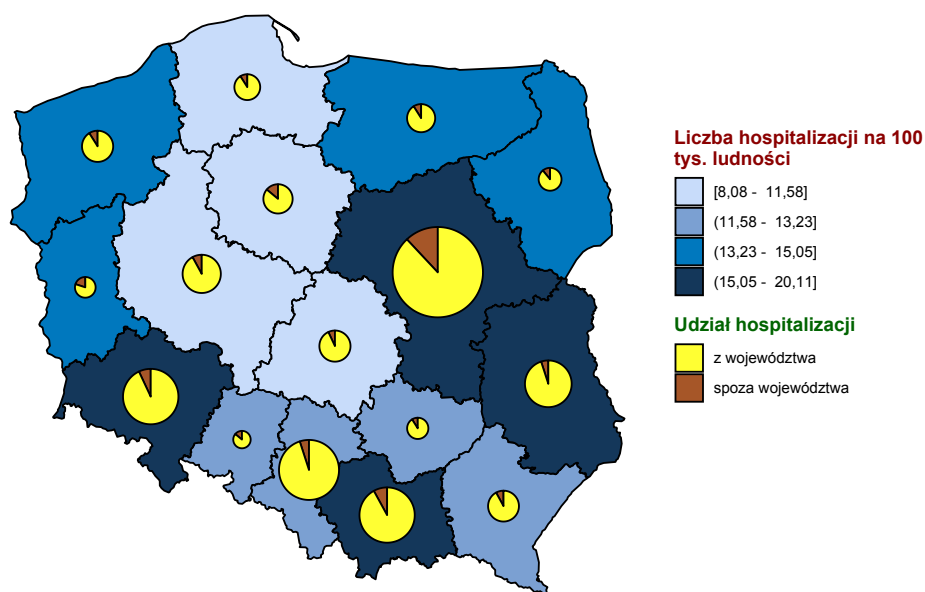 Liczba hospitalizacji na 100
tys. ludności
[8,08 - 11,58]
(11,58 - 13,23]
(13,23 - 15,05]
(15,05 - 20,11]
Udział hospitalizacji
z województwa
spoza województwa